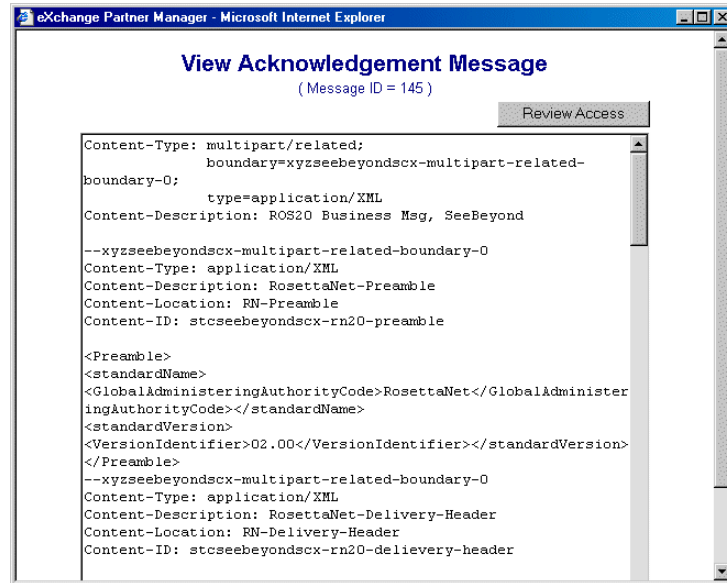 eXchange Partner Manager - Microsoft Internet Explorer
View Acknowledgement Message
( Message ID = 145 )
Review Access
Content-Type: multipart/related;
boundary=xyzseebeyondscx-multipart-related-
boundary-0;
type=application/XML
Content-Description: ROS20 Business Msg, SeeBeyond
--xyzseebeyondscx-multipart-related-boundary-0
Content-Type: application/XML
Content-Description: RosettaNet-Preamble
Content-Location: RN-Preamble
Content-ID: stcseebeyondscx-rn20-preamble
<Preamble>
<standardName>
<GlobalAdministeringAuthorityCode>RosettaNet</GlobalAdminister
ingAuthorityCode></standardName>
<standardVersion>
<VersionIdentifier>02.00</VersionIdentifier></standardVersion>
</Preamble>
--xyzseebeyondscx-multipart-related-boundary-0
Content-Type: application/XML
Content-Description: RosettaNet-Delivery-Header
Content-Location: RN-Delivery-Header
Content-ID: stcseebeyondscx-rn20-delievery-header